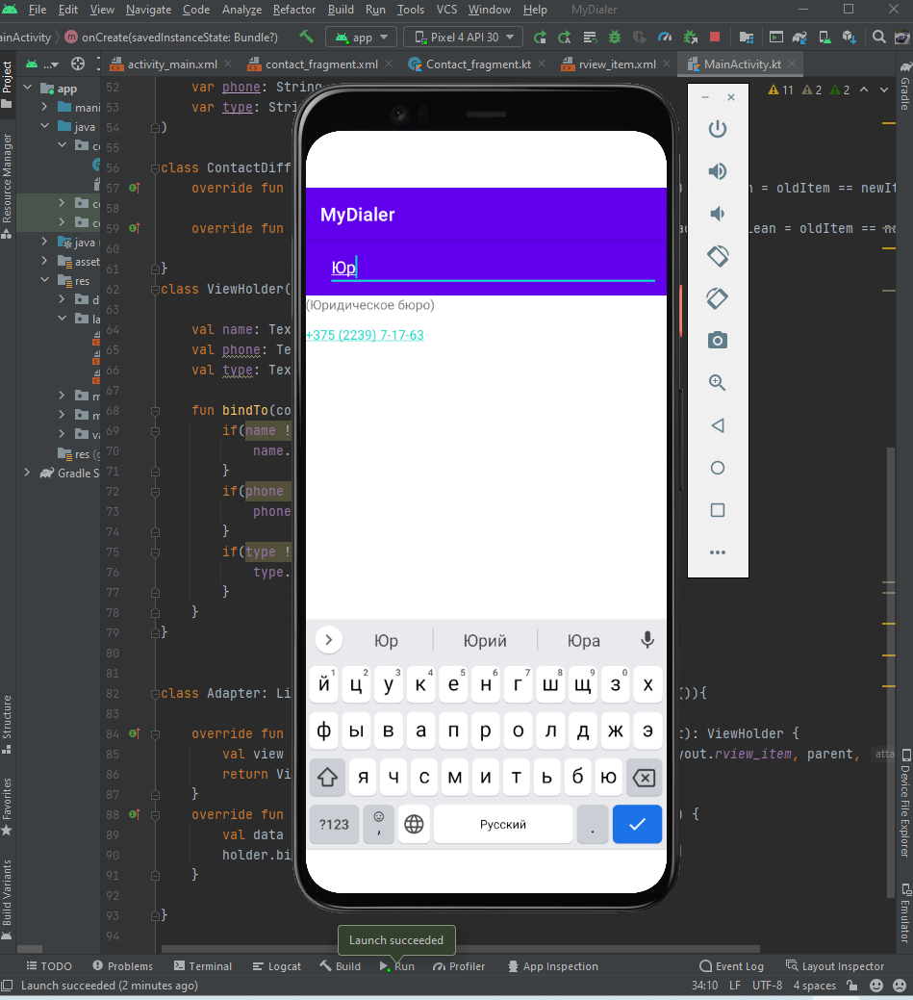 File Edit View Navigate Code Analyze Refactor Build Run Tools VCS Window Help MyDialer
ainActivity onCreate(savedInstanceState: Bundle?) app Pixel 4 API 30
activity_main.xml contact_fragment.xml Contact_fragment.kt rview_item.xml MainActivity.kt
Project
Resource Manager
Structure
Favorites
Build Variants
...
app
mani
java
c
c
c
java (
asset
res
d
la
m
m
va
res (g
Gradle S
11 2 2
52 var phone: String
53 var type: Stri
54 )
55
56 class ContactDiff
57 override fun n = oldItem == newIt
58
59 override fun lean = oldItem == ne
60
61 }
62 class ViewHolder(
63
64 val name: Tex
65 val phone: Te
66 val type: Tex
67
68 fun bindTo(co
69 if(name !
70 name.
71 }
72 if(phone
73 phone
74 }
75 if(type !
76 type.
77 }
78 }
79 }
80
81
82 class Adapter: Li ()){
83
84 override fun t): ViewHolder {
85 val view yout.rview_item, parent, atta
86 return Vi
87 }
88 override fun ) {
89 val data
90 holder.bi
91 }
92
93 }
94
MyDialer
Юр
(Юридическое бюро)
+375 (2239) 7-17-63
Юр Юрий Юра
й1 ц2 у3 к4 е5 н6 г7 ш8 щ9 з0 х
ф ы в а п р о л д ж э
я ч с м и т ь б ю
?123 , Русский .
Gradle
Device File Explorer
Emulator
Launch succeeded
TODO Problems Terminal Logcat Build Run Profiler App Inspection Event Log Layout Inspector
Launch succeeded (2 minutes ago) 34:10 LF UTF-8 4 spaces